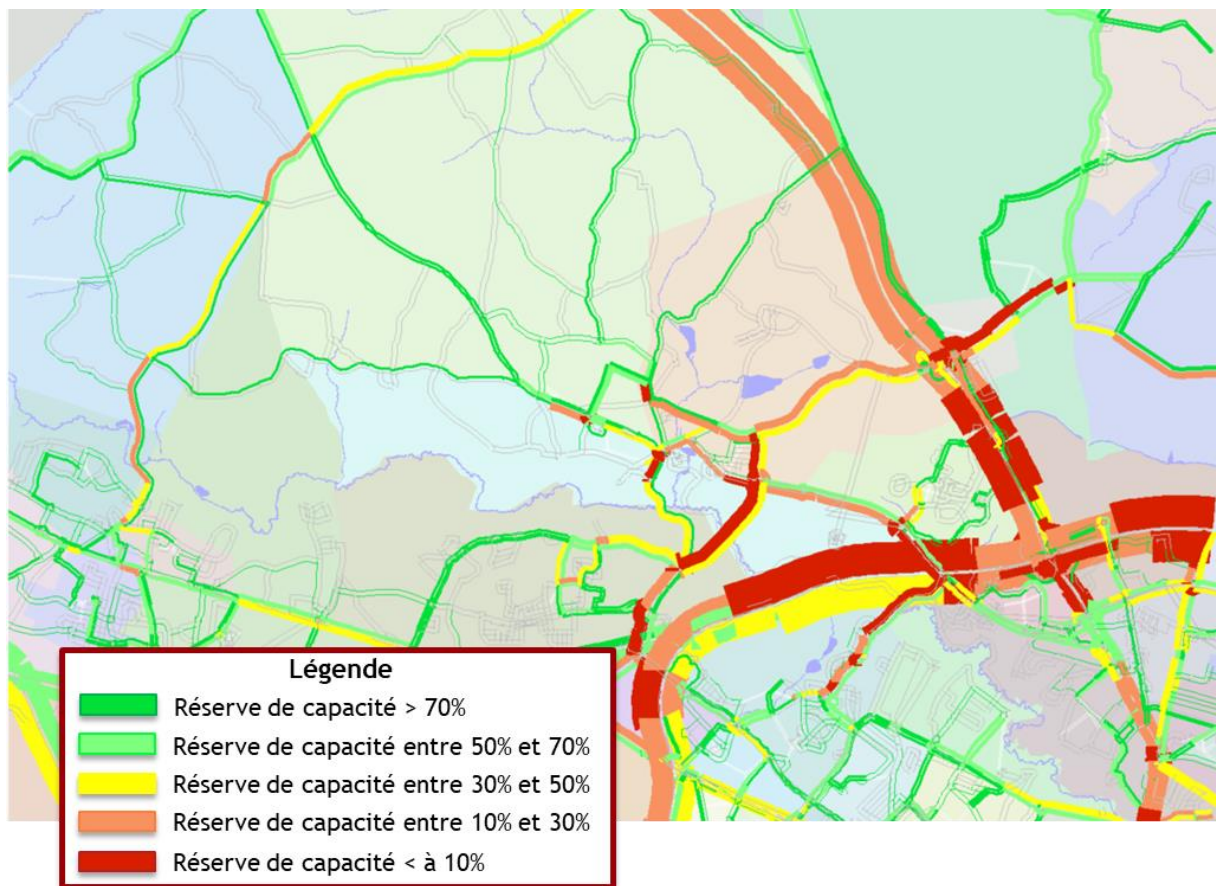 Légende
Réserve de capacité > 70%
Réserve de capacité entre 50% et 70%
Réserve de capacité entre 30% et 50%
Réserve de capacité entre 10% et 30%
Réserve de capacité < à 10%